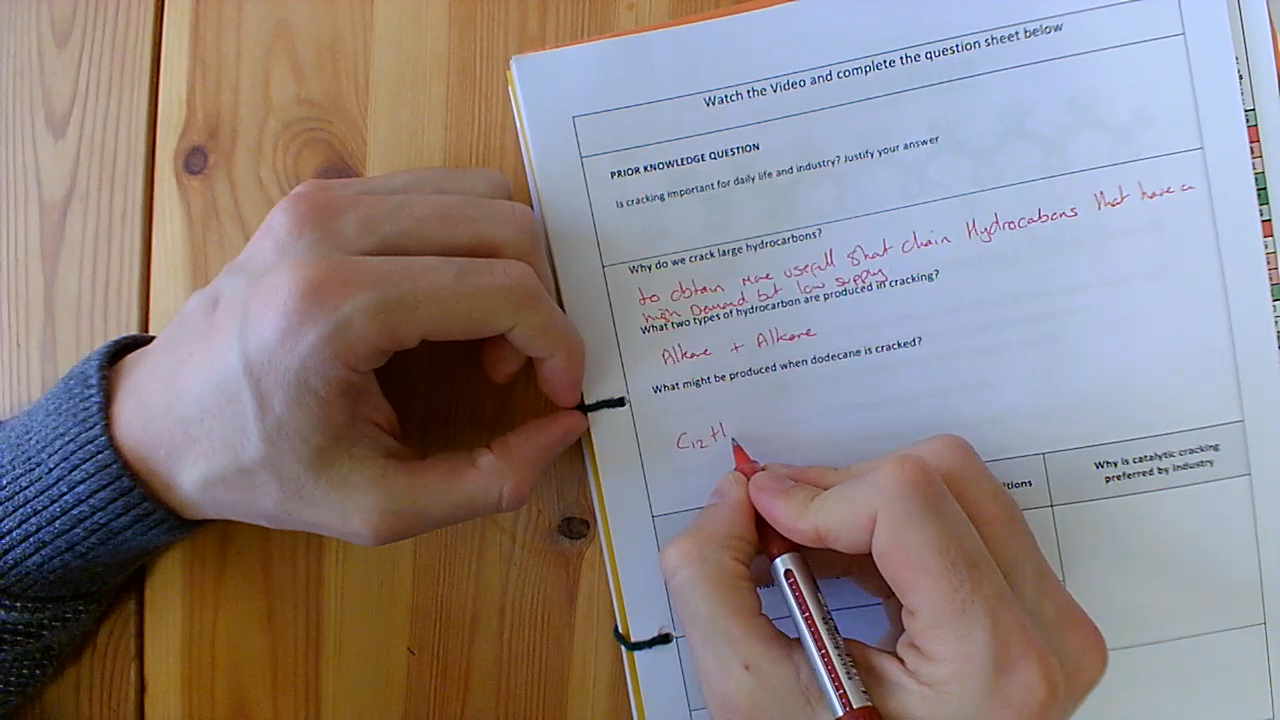 Watch the Video and complete the question sheet below
PRIOR KNOWLEDGE QUESTION
Is cracking important for daily life and industry? Justify your answer
Why do we crack large hydrocarbons?
to obtain more usefull short chain Hydrocabons that have a
high Demand but low supply
What two types of hydrocarbon are produced in cracking?
Alkane + Alkene
What might be produced when dodecane is cracked?
C12H
itions
Why is catalytic cracking
preferred by industry